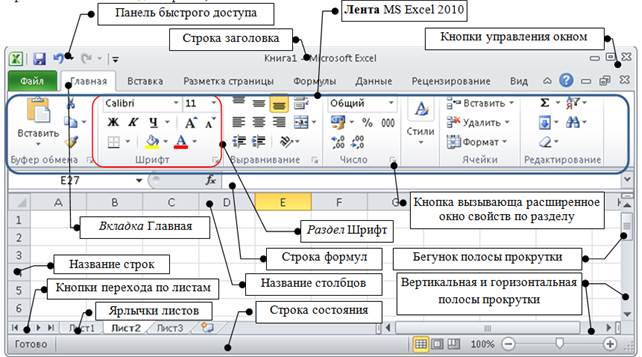 Панель быстрого доступа
Лента MS Excel 2010
Строка заголовка
Кнопки управления окном
Книга1 - Microsoft Excel
Файл Главная Вставка Разметка страницы Формулы Данные Рецензирование Вид
Calibri 11 Общий Вставить
Ж К Ч A A % 000 Удалить
Вставить Стили Формат
Буфер обмена Шрифт Выравнивание Число Ячейки Редактирование
E27 fx
Кнопка вызывающа расширенное
окно свойств по разделу
A B C D E F
1
Вкладка Главная
Раздел Шрифт
2
3
Строка формул
Бегунок полосы прокрутки
Название строк
Название столбцов
Вертикальная и горизонтальная
полосы прокрутки
5
Кнопки перехода по листам
6
Ярлычки листов
Строка состояния
Лист1 Лист2 Лист3
Готово 100%